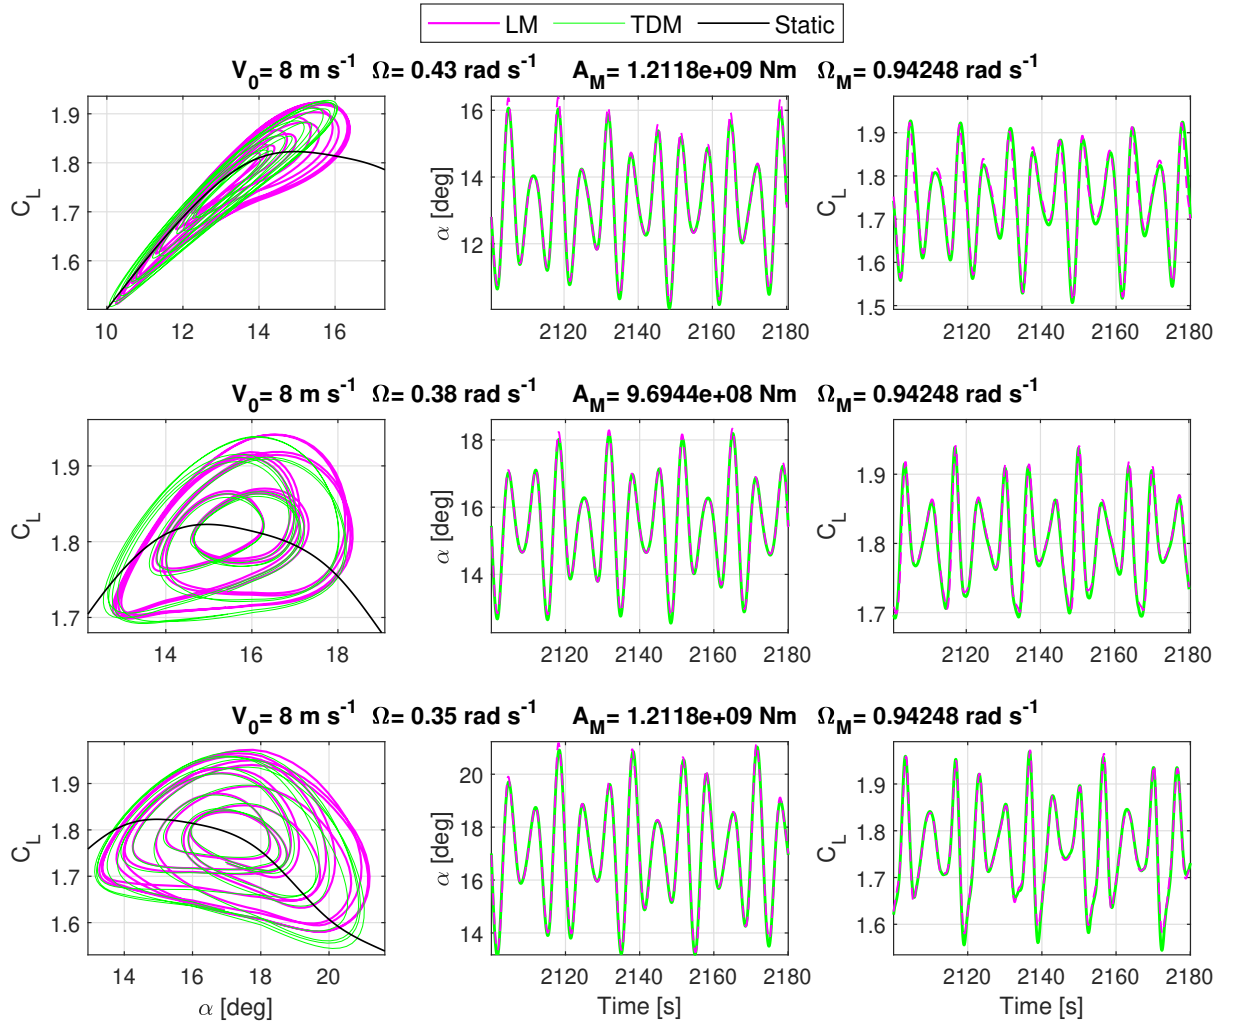 LM TDM Static
V0= 8 m s-1 Ω= 0.43 rad s-1 AM= 1.2118e+09 Nm ΩM= 0.94248 rad s-1
1.9
1.8
1.7
1.6
CL
10 12 14 16
16
14
12
α [deg]
2120 2140 2160 2180
1.9
1.8
1.7
1.6
1.5
CL
2120 2140 2160 2180
V0= 8 m s-1 Ω= 0.38 rad s-1 AM= 9.6944e+08 Nm ΩM= 0.94248 rad s-1
1.9
1.8
1.7
CL
14 16 18
18
16
14
α [deg]
2120 2140 2160 2180
1.9
1.8
1.7
CL
2120 2140 2160 2180
V0= 8 m s-1 Ω= 0.35 rad s-1 AM= 1.2118e+09 Nm ΩM= 0.94248 rad s-1
1.9
1.8
1.7
1.6
CL
14 16 18 20
α [deg]
20
18
16
14
α [deg]
2120 2140 2160 2180
Time [s]
1.9
1.8
1.7
1.6
CL
2120 2140 2160 2180
Time [s]